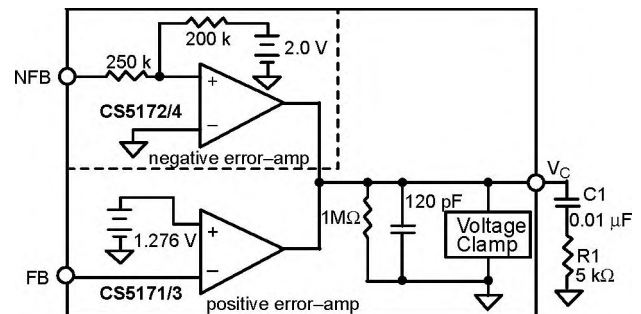 200 k
250 k
2.0 V
NFB
+
CS5172/4
−
negative error–amp
VC
120 pF
C1
1MΩ
Voltage
Clamp
0.01 µF
+
1.276 V
R1
5 kΩ
FB
−
CS5171/3
positive error–amp